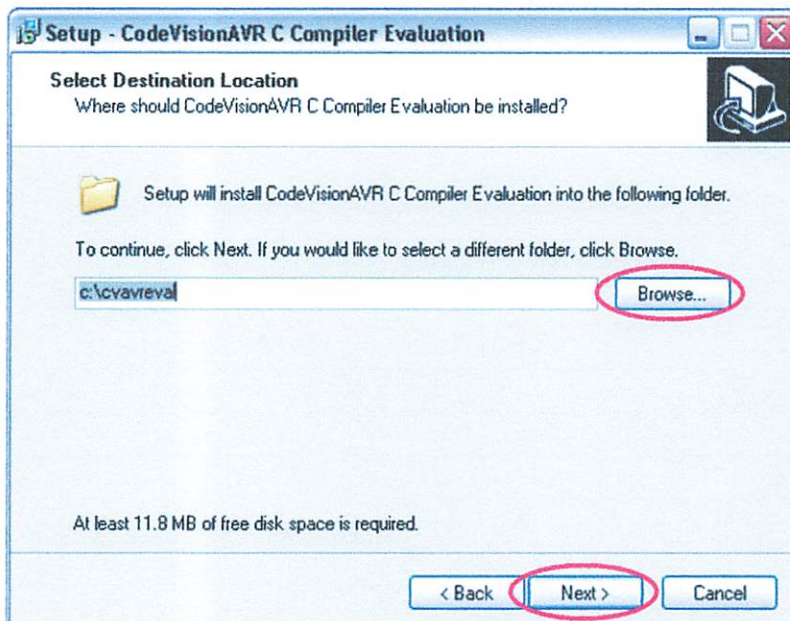 Setup - CodeVisionAVR C Compiler Evaluation
Select Destination Location
Where should CodeVisionAVR C Compiler Evaluation be installed?
Setup will install CodeVisionAVR C Compiler Evaluation into the following folder.
To continue, click Next. If you would like to select a different folder, click Browse.
c:\cvavreval
Browse...
At least 11.8 MB of free disk space is required.
< Back
Next >
Cancel